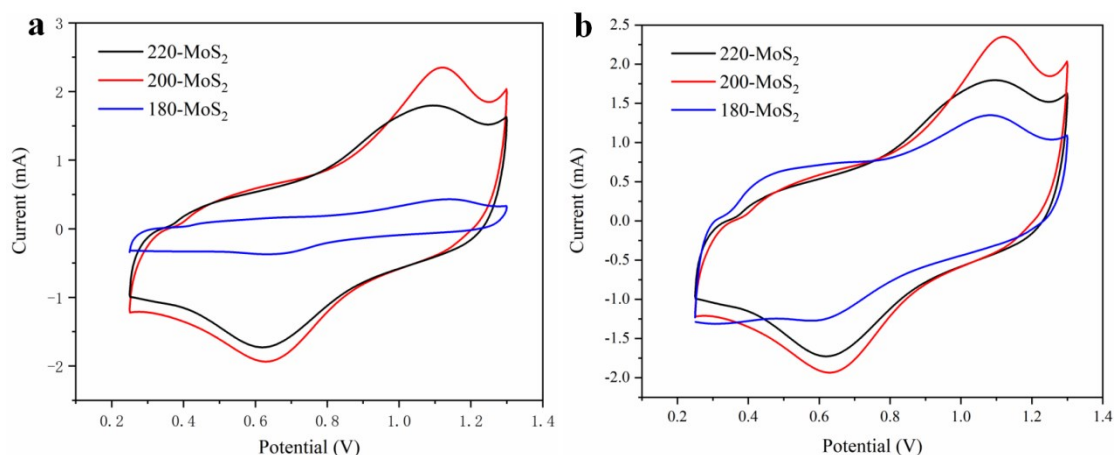 a
3
2
1
0
-1
-2
Current (mA)
220-MoS₂
200-MoS₂
180-MoS₂
0.2
0.4
0.6
0.8
1.0
1.2
1.4
Potential (V)
b
2.5
2.0
1.5
1.0
0.5
0.0
-0.5
-1.0
-1.5
-2.0
Current (mA)
220-MoS₂
200-MoS₂
180-MoS₂
0.2
0.4
0.6
0.8
1.0
1.2
1.4
Potential (V)